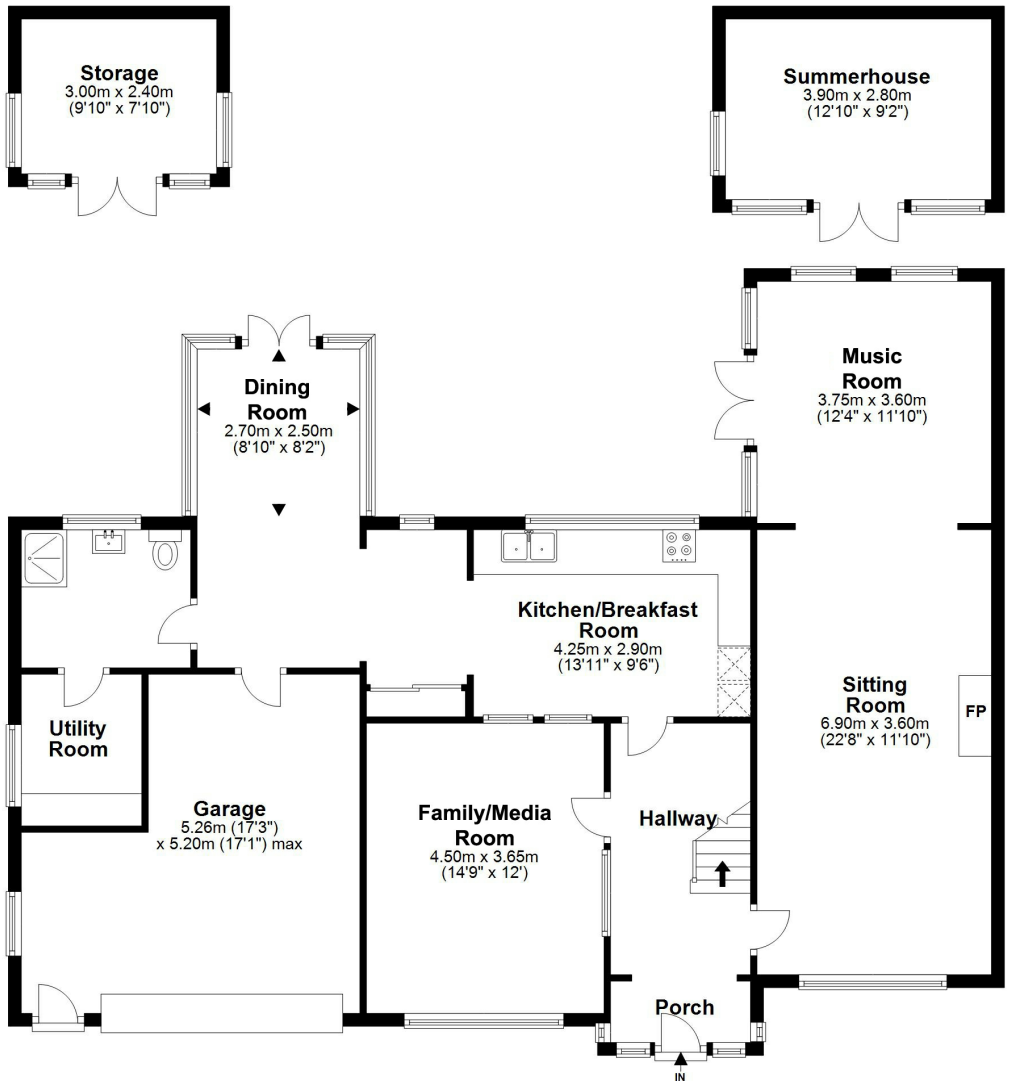 Storage
3.00m x 2.40m
(9'10" x 7'10")
Summerhouse
3.90m x 2.80m
(12'10" x 9'2")
Music
Room
3.75m x 3.60m
(12'4" x 11'10")
Dining
Room
2.70m x 2.50m
(8'10" x 8'2")
Kitchen/Breakfast
Room
4.25m x 2.90m
(13'11" x 9'6")
Sitting
Room
6.90m x 3.60m
(22'8" x 11'10")
FP
Utility
Room
Garage
5.26m (17'3")
x 5.20m (17'1") max
Family/Media
Room
4.50m x 3.65m
(14'9" x 12')
Hallway
Porch
IN